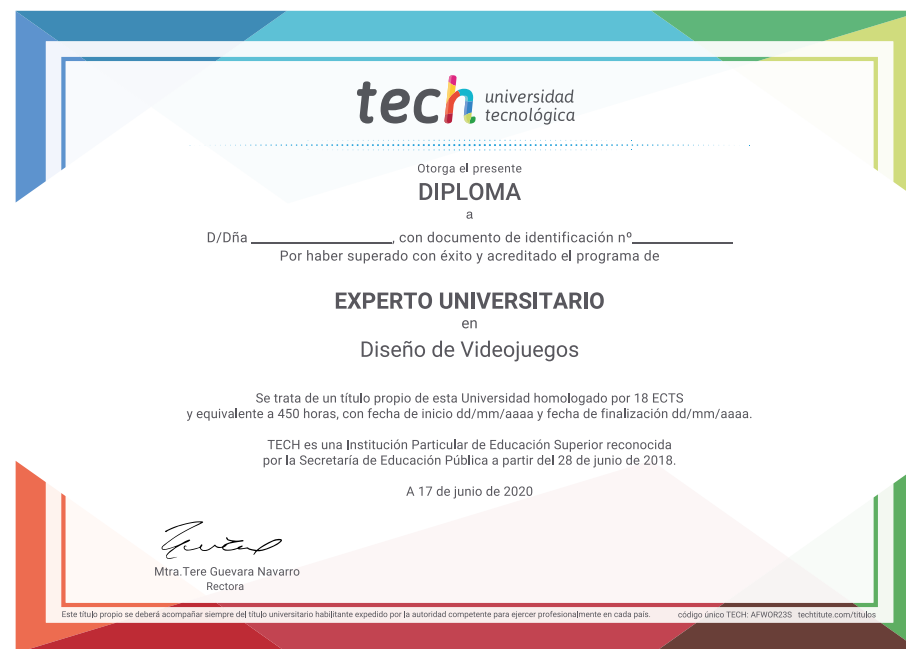 tech universidad
tecnológica
Otorga el presente
DIPLOMA
a
D/Dña ____________________, con documento de identificación nº______________
Por haber superado con éxito y acreditado el programa de
EXPERTO UNIVERSITARIO
en
Diseño de Videojuegos
Se trata de un título propio de esta Universidad homologado por 18 ECTS
y equivalente a 450 horas, con fecha de inicio dd/mm/aaaa y fecha de finalización dd/mm/aaaa.
TECH es una Institución Particular de Educación Superior reconocida
por la Secretaría de Educación Pública a partir del 28 de junio de 2018.
A 17 de junio de 2020
Mtra.Tere Guevara Navarro
Rectora
Este título propio se deberá acompañar siempre del título universitario habilitante expedido por la autoridad competente para ejercer profesionalmente en cada país. código único TECH: AFWOR23S techtitute.com/titulos